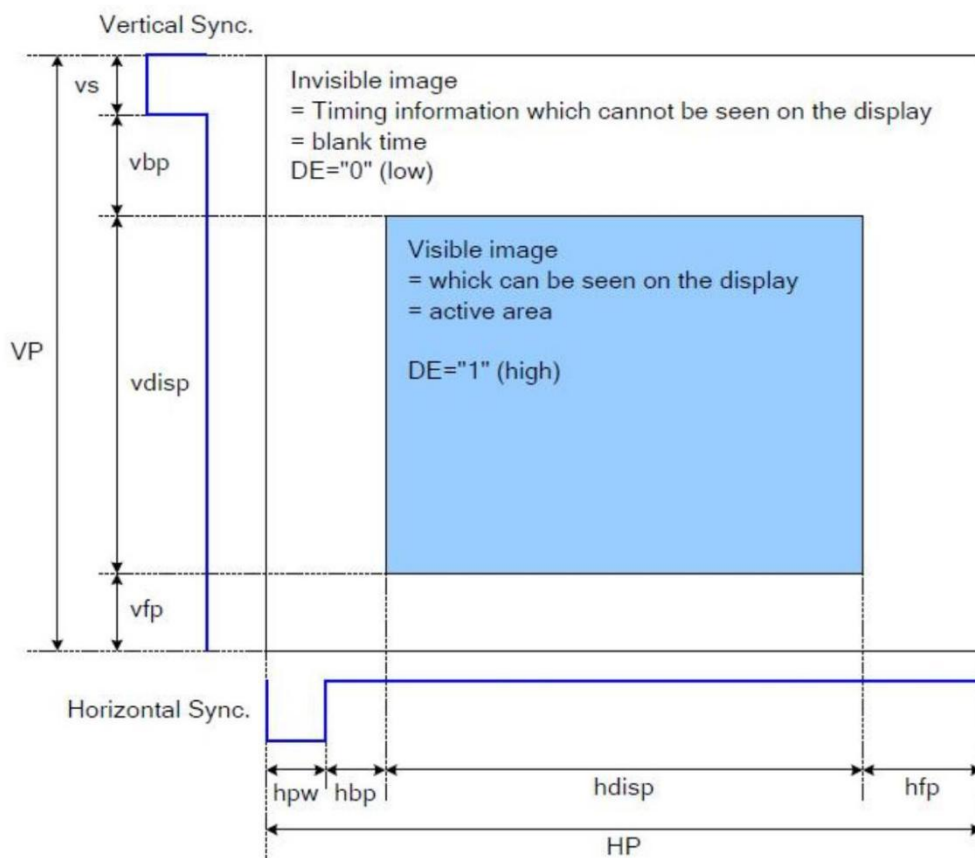 Vertical Sync.
vs
Invisible image
= Timing information which cannot be seen on the display
= blank time
DE="0" (low)
vbp
Visible image
= whick can be seen on the display
= active area
DE="1" (high)
VP
vdisp
vfp
Horizontal Sync.
hpw
hbp
hdisp
hfp
HP